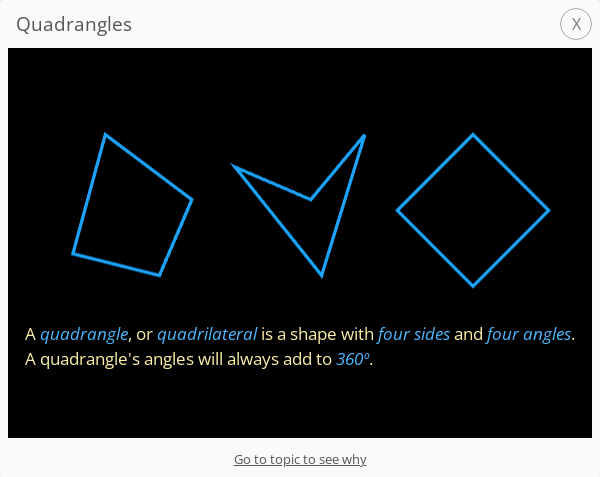 Quadrangles
X
A quadrangle, or quadrilateral is a shape with four sides and four angles.
A quadrangle's angles will always add to 360º.
Go to topic to see why